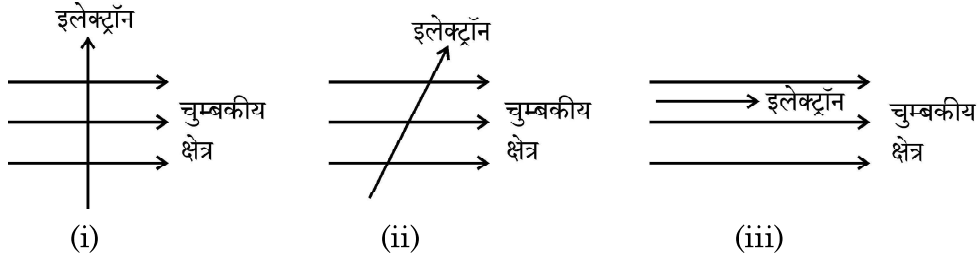 इलेक्ट्रॉन
चुम्बकीय
क्षेत्र
(i)
इलेक्ट्रॉन
चुम्बकीय
क्षेत्र
(ii)
इलेक्ट्रॉन
चुम्बकीय
क्षेत्र
(iii)